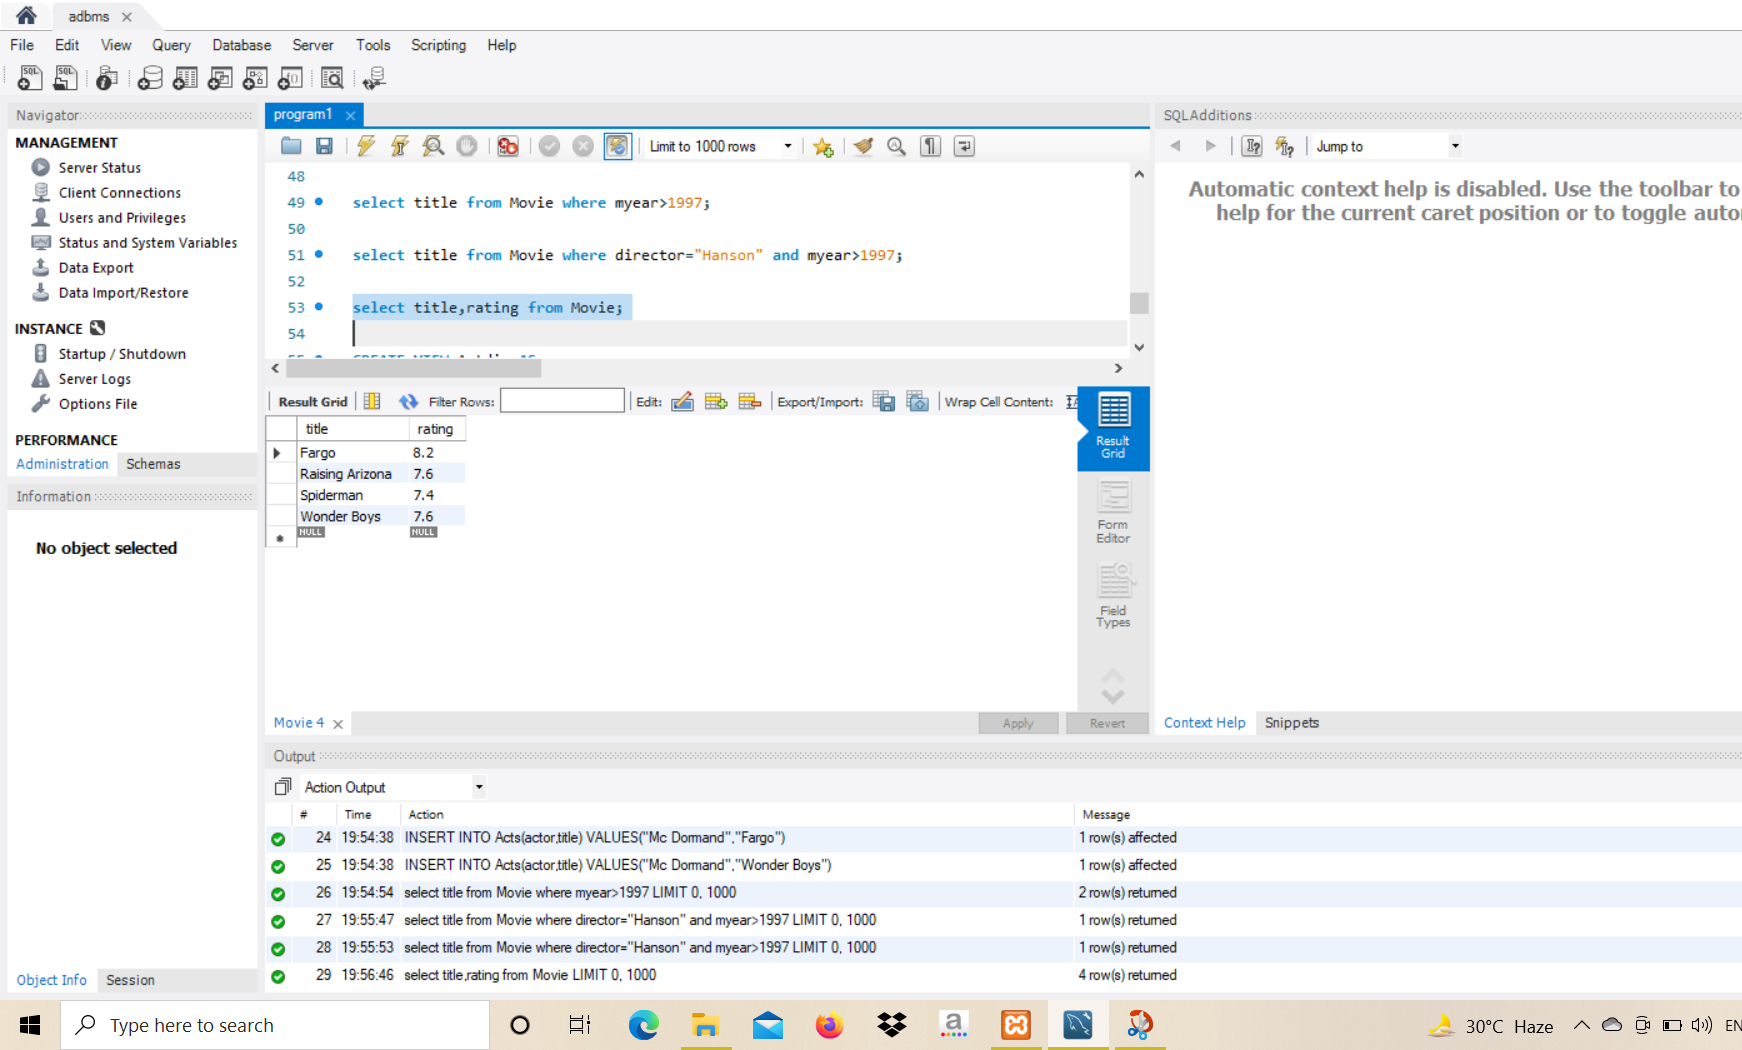 adbms
File Edit View Query Database Server Tools Scripting Help
Navigator
MANAGEMENT
Server Status
Client Connections
Users and Privileges
Status and System Variables
Data Export
Data Import/Restore
INSTANCE
Startup / Shutdown
Server Logs
Options File
PERFORMANCE
Administration Schemas
Information
No object selected
Object Info Session
program1
Limit to 1000 rows
48
49 select title from Movie where myear>1997;
50
51 select title from Movie where director="Hanson" and myear>1997;
52
53 select title,rating from Movie;
54
Result Grid Filter Rows: Edit: Export/Import: Wrap Cell Content:
title rating
Fargo 8.2
Raising Arizona 7.6
Spiderman 7.4
Wonder Boys 7.6
NULL NULL
Result Grid
Form Editor
Field Types
Movie 4 Apply Revert
SQLAdditions
Jump to
Automatic context help is disabled. Use the toolbar to
help for the current caret position or to toggle auto
Context Help Snippets
Output
Action Output
# Time Action Message
24 19:54:38 INSERT INTO Acts(actor,title) VALUES("Mc Dormand","Fargo") 1 row(s) affected
25 19:54:38 INSERT INTO Acts(actor,title) VALUES("Mc Dormand","Wonder Boys") 1 row(s) affected
26 19:54:54 select title from Movie where myear>1997 LIMIT 0, 1000 2 row(s) returned
27 19:55:47 select title from Movie where director="Hanson" and myear>1997 LIMIT 0, 1000 1 row(s) returned
28 19:55:53 select title from Movie where director="Hanson" and myear>1997 LIMIT 0, 1000 1 row(s) returned
29 19:56:46 select title,rating from Movie LIMIT 0, 1000 4 row(s) returned
Type here to search
30°C Haze
EN